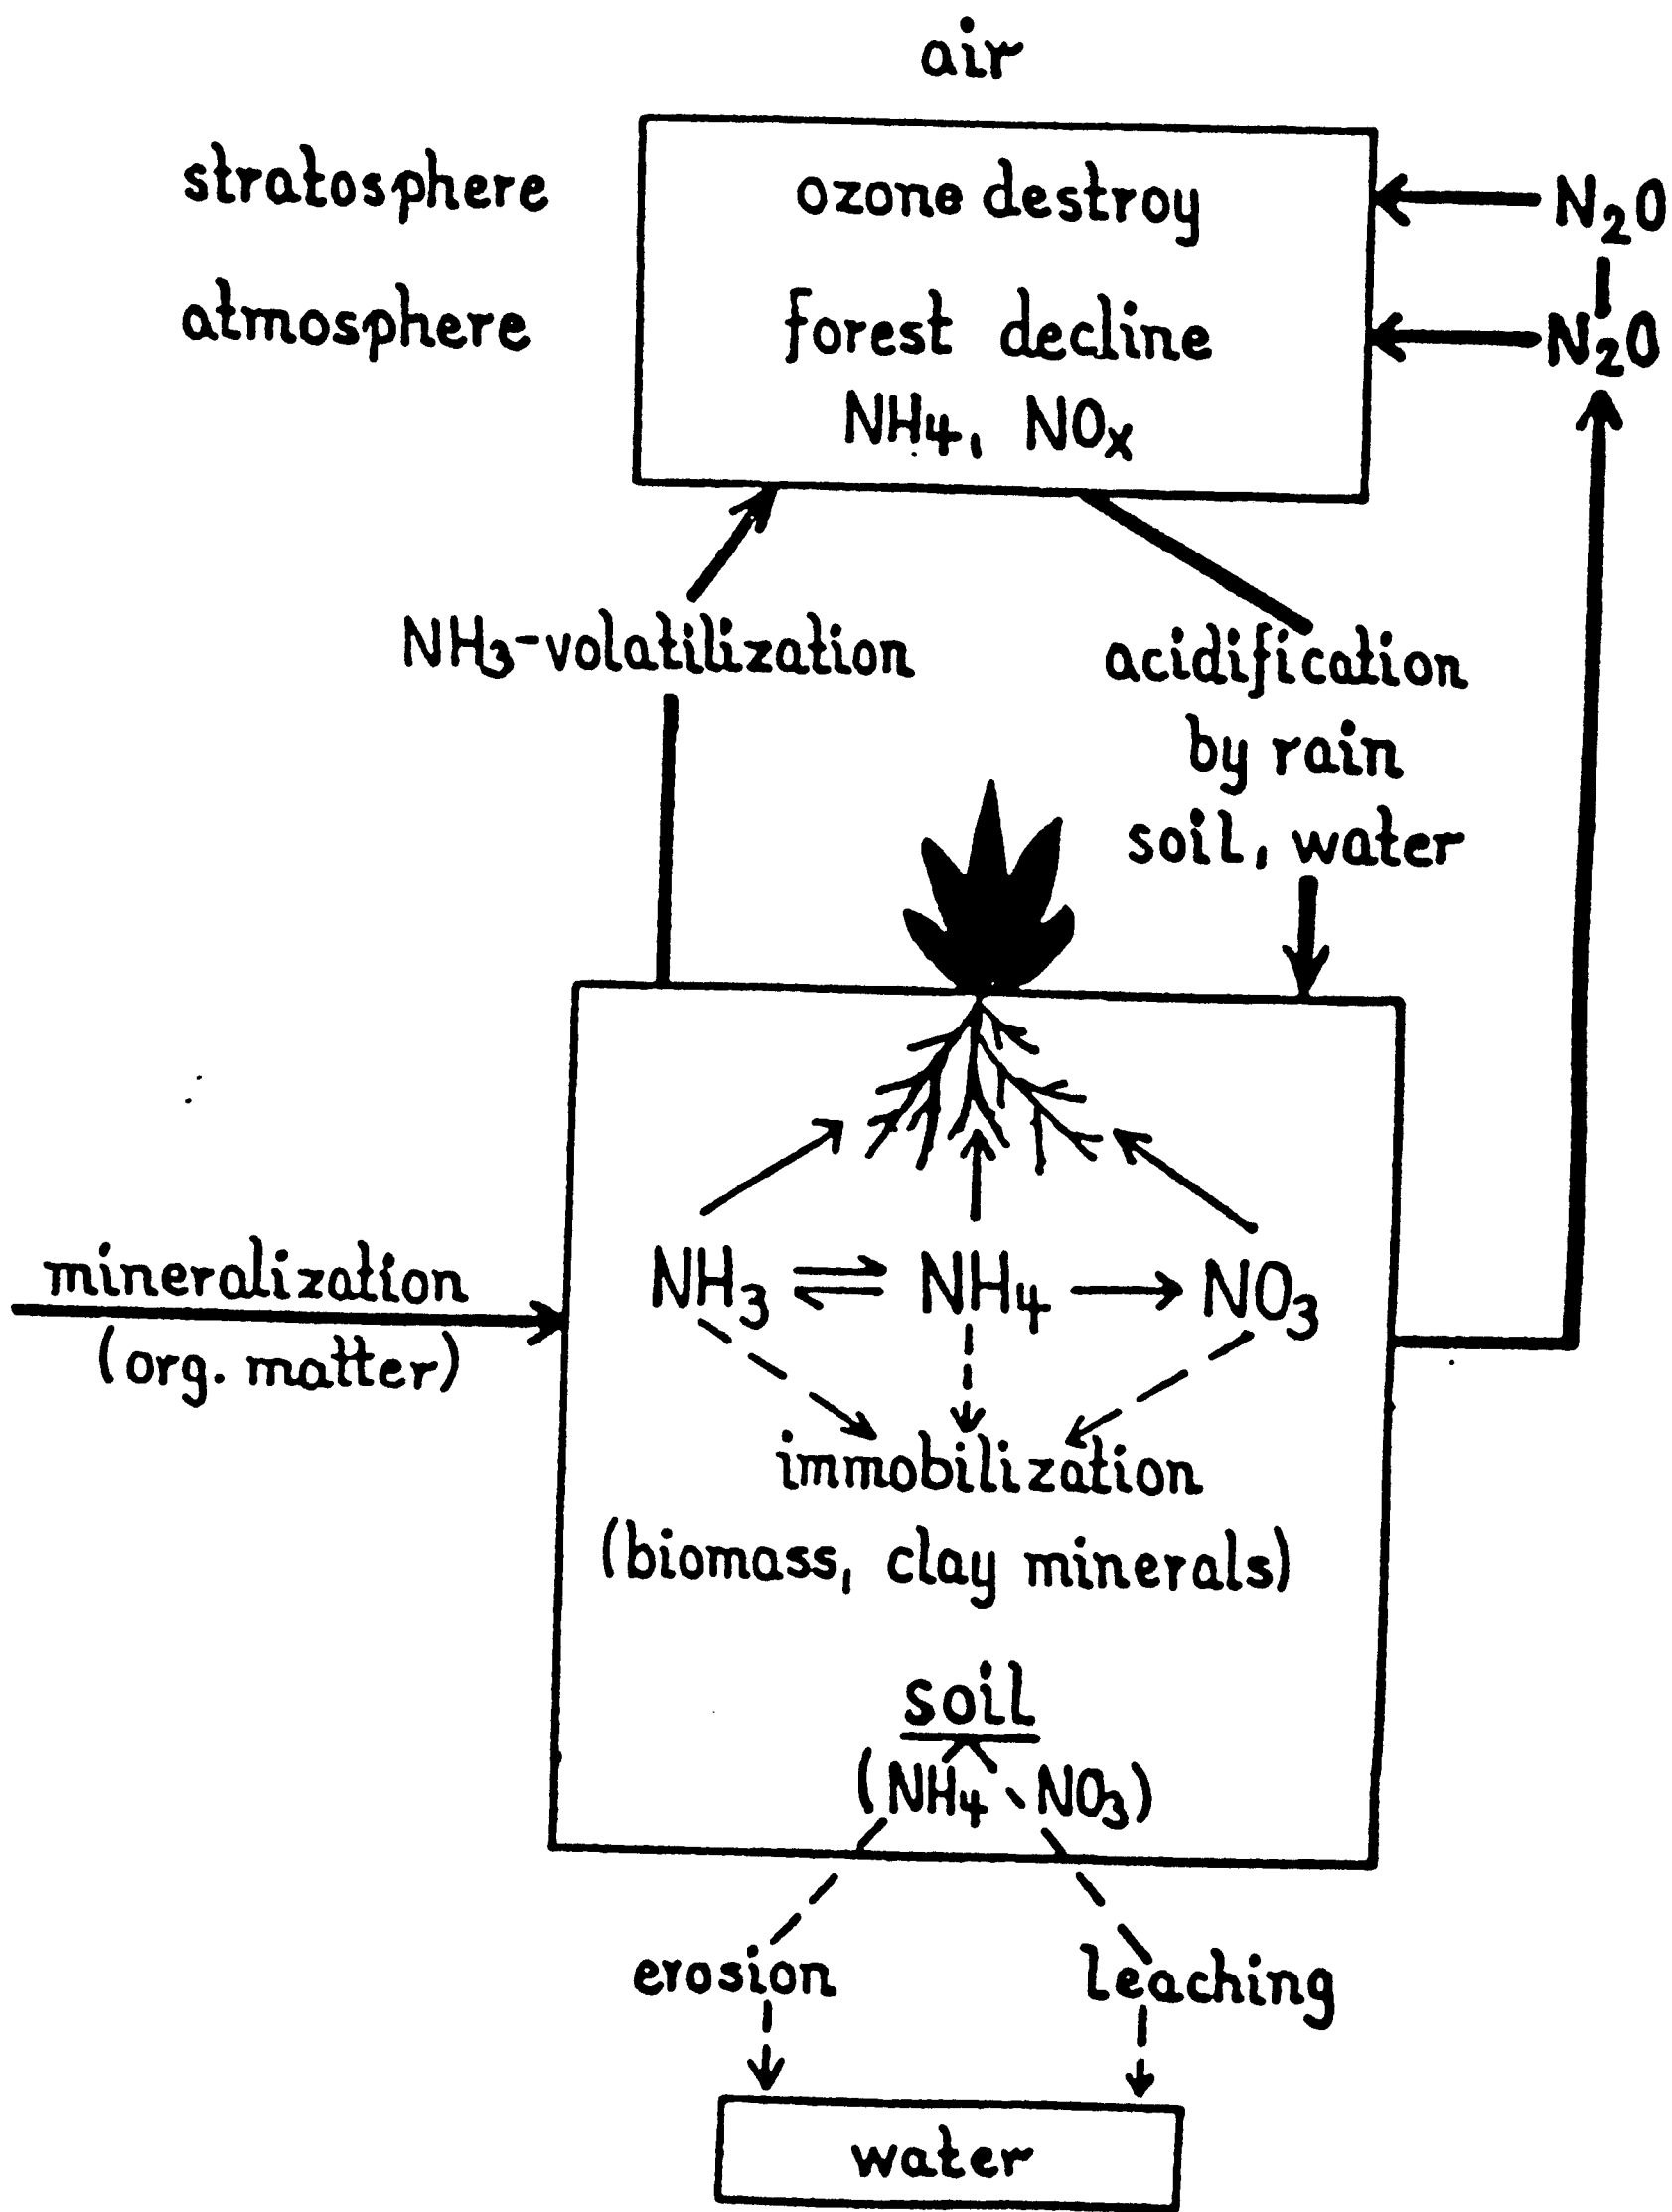 air
stratosphere
ozone destroy
N₂O
atmosphere
forest decline
N₂O
NH₄, NOₓ
NH₃-volatilization
acidification
by rain
soil, water
mineralization
(org. matter)
NH₃ ⇌ NH₄ → NO₃
immobilization
(biomass, clay minerals)
soil
(NH₄、NO₃)
erosion
leaching
water